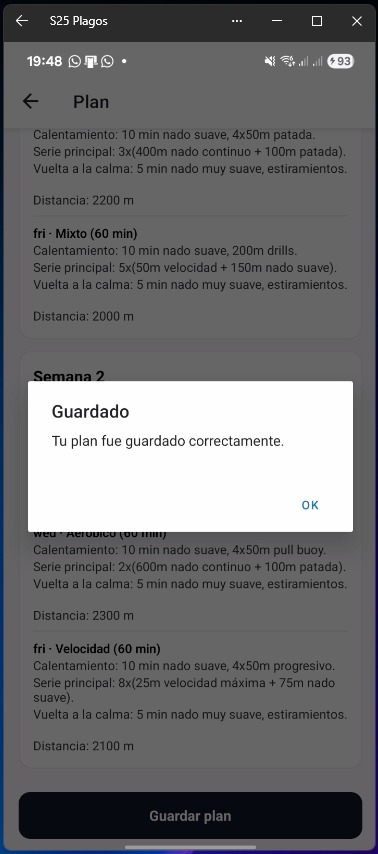 S25 Plagos
19:48
93
Plan
Calentamiento: 10 min nado suave, 4x50m patada.
Serie principal: 3x(400m nado continuo + 100m patada).
Vuelta a la calma: 5 min nado muy suave, estiramientos.
Distancia: 2200 m
fri · Mixto (60 min)
Calentamiento: 10 min nado suave, 200m drills.
Serie principal: 5x(50m velocidad + 150m nado suave).
Vuelta a la calma: 5 min nado muy suave, estiramientos.
Distancia: 2000 m
Semana 2
Guardado
Tu plan fue guardado correctamente.
OK
wed · Aeróbico (60 min)
Calentamiento: 10 min nado suave, 4x50m pull buoy.
Serie principal: 2x(600m nado continuo + 100m patada).
Vuelta a la calma: 5 min nado muy suave, estiramientos.
Distancia: 2300 m
fri · Velocidad (60 min)
Calentamiento: 10 min nado suave, 4x50m progresivo.
Serie principal: 8x(25m velocidad máxima + 75m nado
suave).
Vuelta a la calma: 5 min nado muy suave, estiramientos.
Distancia: 2100 m
Guardar plan